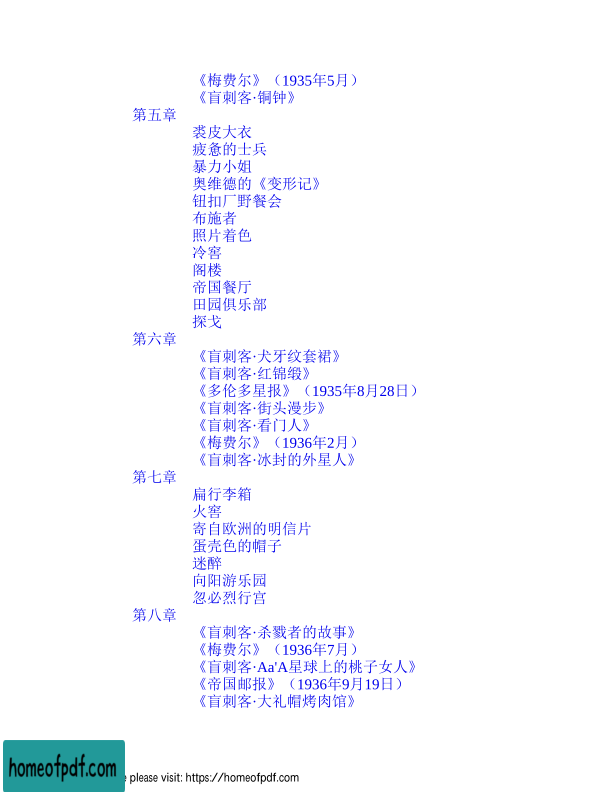 《梅费尔》（1935年5月）
《盲刺客·铜钟》
第五章
裘皮大衣
疲惫的士兵
暴力小姐
奥维德的《变形记》
钮扣厂野餐会
布施者
照片着色
冷窖
阁楼
帝国餐厅
田园俱乐部
探戈
第六章
《盲刺客·犬牙纹套裙》
《盲刺客·红锦缎》
《多伦多星报》（1935年8月28日）
《盲刺客·街头漫步》
《盲刺客·看门人》
《梅费尔》（1936年2月）
《盲刺客·冰封的外星人》
第七章
扁行李箱
火窖
寄自欧洲的明信片
蛋壳色的帽子
迷醉
向阳游乐园
忽必烈行宫
第八章
《盲刺客·杀戮者的故事》
《梅费尔》（1936年7月）
《盲刺客·Aa'A星球上的桃子女人》
《帝国邮报》（1936年9月19日）
《盲刺客·大礼帽烤肉馆》
homeofpdf.com
please visit: https://homeofpdf.com